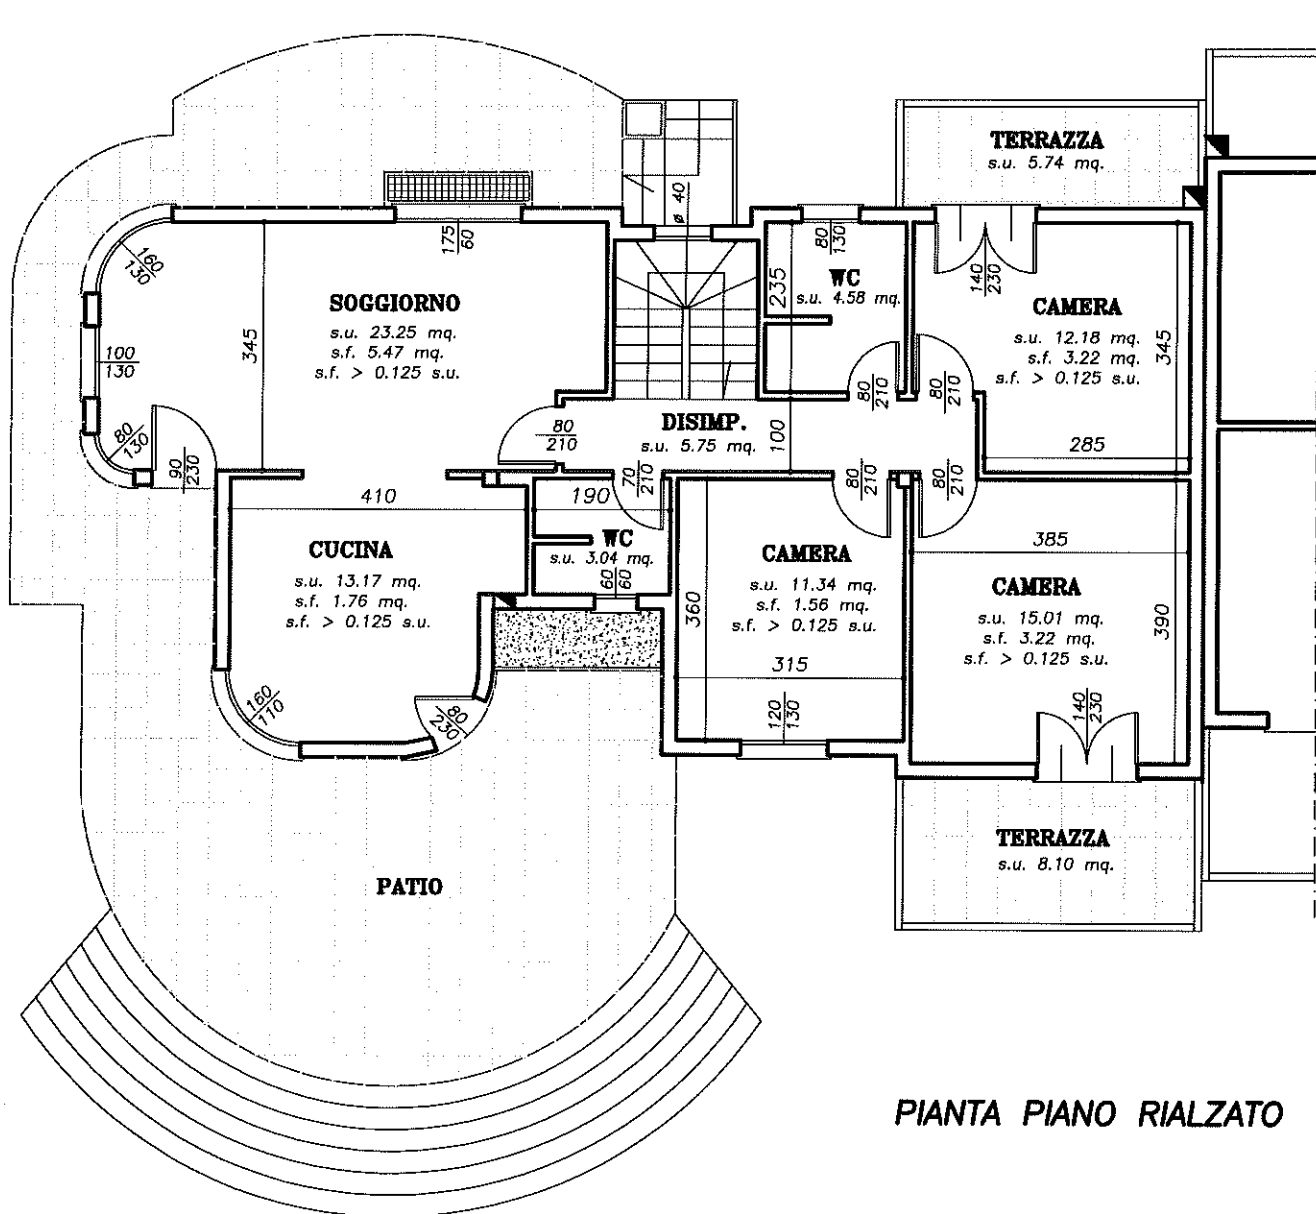 TERRAZZA
s.u. 5.74 mq.
ø 40
175
60
160
130
80
130
WC
s.u. 4.58 mq.
235
140
230
SOGGIORNO
s.u. 23.25 mq.
s.f. 5.47 mq.
s.f. > 0.125 s.u.
345
100
130
CAMERA
s.u. 12.18 mq.
s.f. 3.22 mq.
s.f. > 0.125 s.u.
345
80
210
80
210
80
130
90
230
80
210
DISIMP.
s.u. 5.75 mq.
100
285
70
210
80
210
80
210
410
190
CUCINA
s.u. 13.17 mq.
s.f. 1.76 mq.
s.f. > 0.125 s.u.
WC
s.u. 3.04 mq.
60
60
CAMERA
s.u. 11.34 mq.
s.f. 1.56 mq.
s.f. > 0.125 s.u.
360
315
385
CAMERA
s.u. 15.01 mq.
s.f. 3.22 mq.
s.f. > 0.125 s.u.
390
160
110
80
230
120
130
140
230
TERRAZZA
s.u. 8.10 mq.
PATIO
PIANTA PIANO RIALZATO